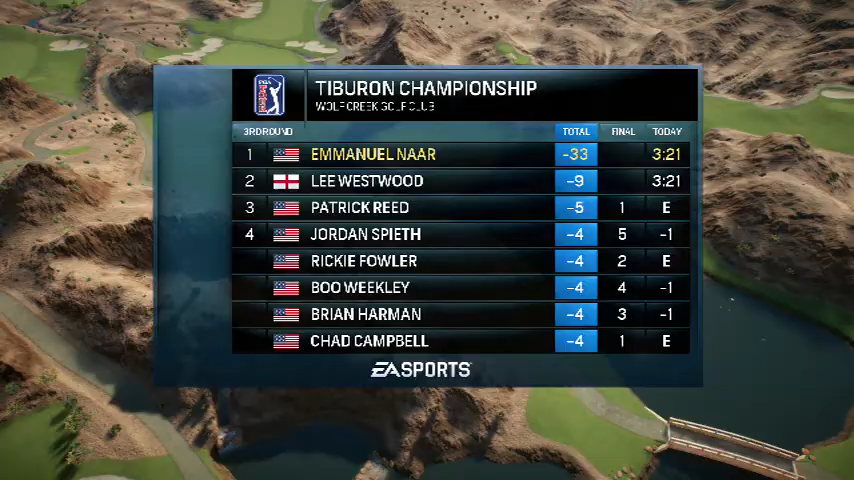 PGA TOUR
TIBURON CHAMPIONSHIP
WOLF CREEK GOLF CLUB
3RD ROUND TOTAL FINAL TODAY
1 EMMANUEL NAAR -33 3:21
2 LEE WESTWOOD -9 3:21
3 PATRICK REED -5 1 E
4 JORDAN SPIETH -4 5 -1
RICKIE FOWLER -4 2 E
BOO WEEKLEY -4 4 -1
BRIAN HARMAN -4 3 -1
CHAD CAMPBELL -4 1 E
EA SPORTS